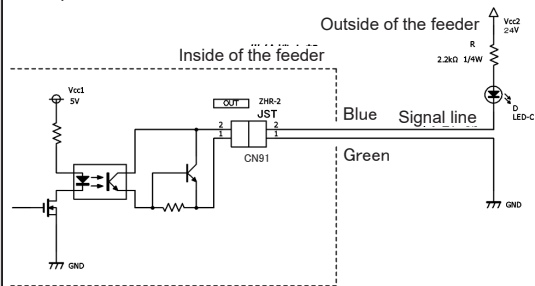 Outside of the feeder
Vcc2
24V
Inside of the feeder
R
2.2kΩ 1/4W
Vcc1
5V
OUT
ZHR-2
JST
Blue
Signal line
D
LED-C
2
2
1
1
CN91
Green
GND
GND